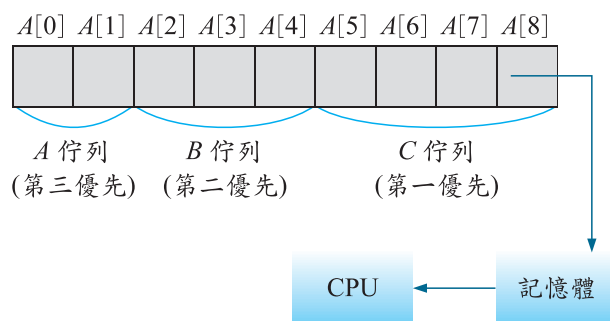 A[0] A[1] A[2] A[3] A[4] A[5] A[6] A[7] A[8]
A 佇列 B 佇列 C 佇列
(第三優先) (第二優先) (第一優先)
CPU 記憶體